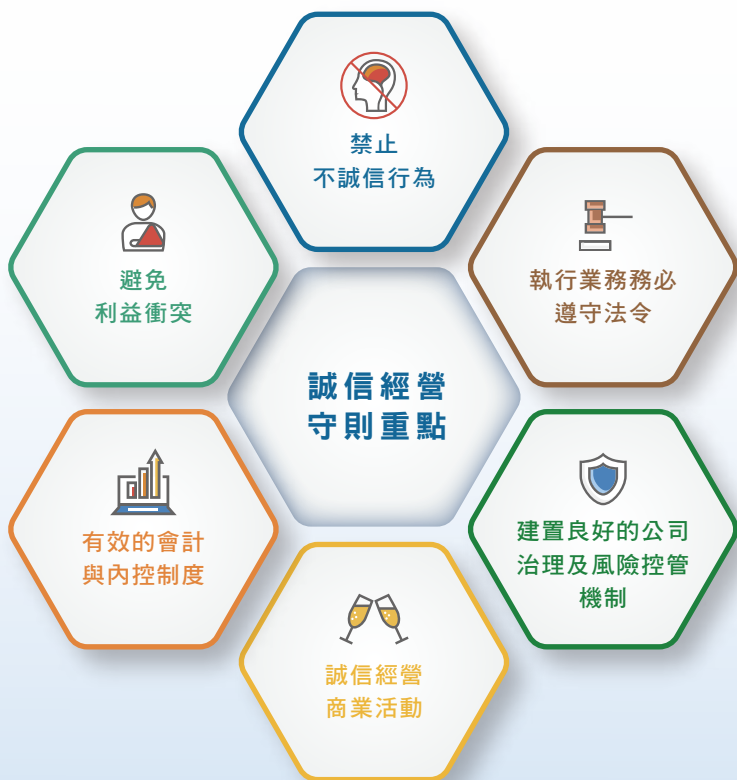 禁止
不誠信行為
避免
利益衝突
執行業務務必
遵守法令
誠信經營
守則重點
有效的會計
與內控制度
建置良好的公司
治理及風險控管
機制
誠信經營
商業活動